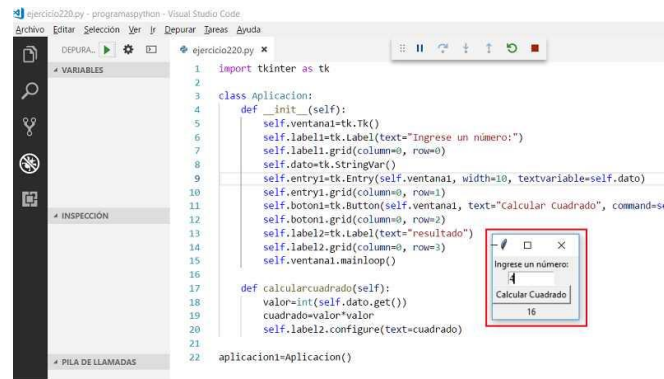 ejercicio220.py - programaspython - Visual Studio Code
Archivo Editar Selección Ver Ir Depurar Tareas Ayuda
DEPURA.. ejercicio220.py ×
VARIABLES
INSPECCIÓN
PILA DE LLAMADAS
1 import tkinter as tk
2
3 class Aplicacion:
4 def __init__(self):
5 self.ventana1=tk.Tk()
6 self.label1=tk.Label(text="Ingrese un número:")
7 self.label1.grid(column=0, row=0)
8 self.dato=tk.StringVar()
9 self.entry1=tk.Entry(self.ventana1, width=10, textvariable=self.dato)
10 self.entry1.grid(column=0, row=1)
11 self.boton1=tk.Button(self.ventana1, text="Calcular Cuadrado", command=se
12 self.boton1.grid(column=0, row=2)
13 self.label2=tk.Label(text="resultado")
14 self.label2.grid(column=0, row=3)
15 self.ventana1.mainloop()
16
17 def calcularcuadrado(self):
18 valor=int(self.dato.get())
19 cuadrado=valor*valor
20 self.label2.configure(text=cuadrado)
21
22 aplicacion1=Aplicacion()
Ingrese un número:
4
Calcular Cuadrado
16